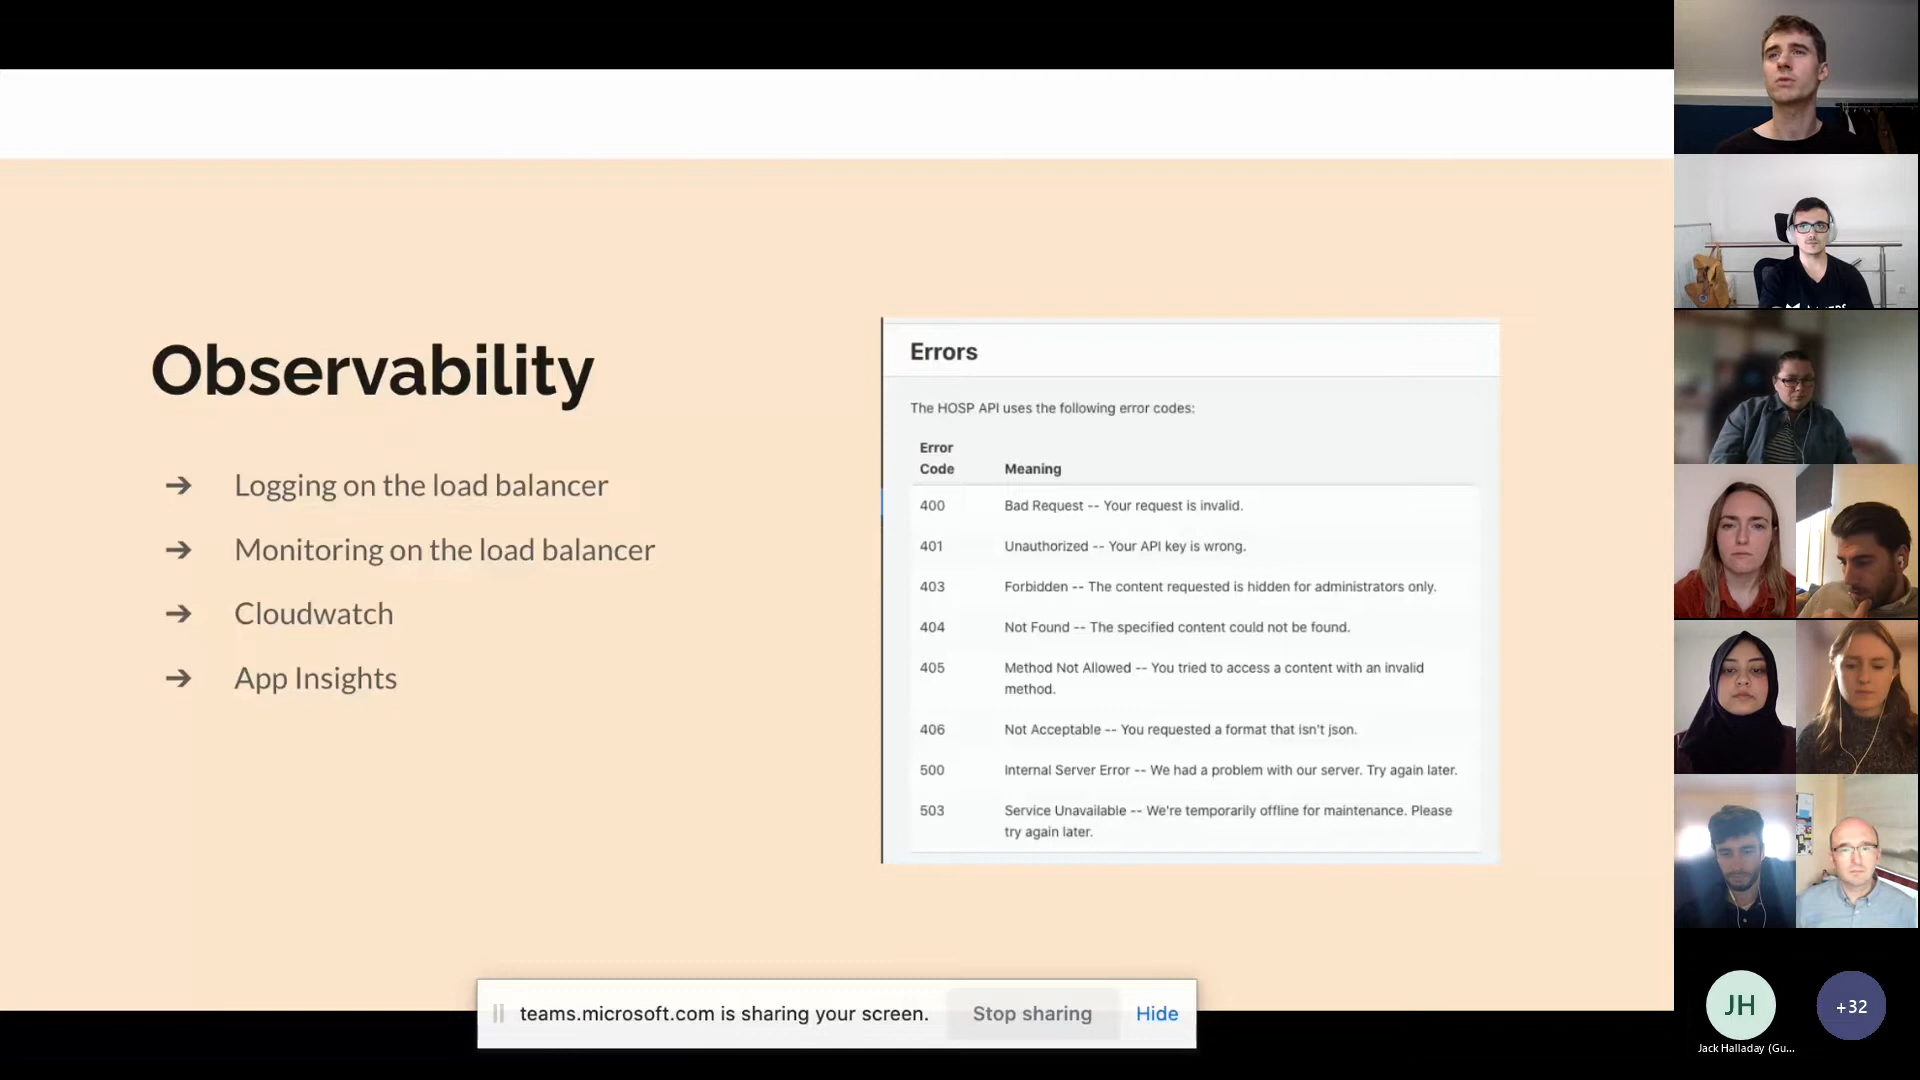 Observability
➔ Logging on the load balancer
➔ Monitoring on the load balancer
➔ Cloudwatch
➔ App Insights
Errors
The HOSP API uses the following error codes:
Error
Code Meaning
400 Bad Request -- Your request is invalid.
401 Unauthorized -- Your API key is wrong.
403 Forbidden -- The content requested is hidden for administrators only.
404 Not Found -- The specified content could not be found.
405 Method Not Allowed -- You tried to access a content with an invalid
method.
406 Not Acceptable -- You requested a format that isn't json.
500 Internal Server Error -- We had a problem with our server. Try again later.
503 Service Unavailable -- We're temporarily offline for maintenance. Please
try again later.
teams.microsoft.com is sharing your screen. Stop sharing Hide
JH +32
Jack Halladay (Gu...